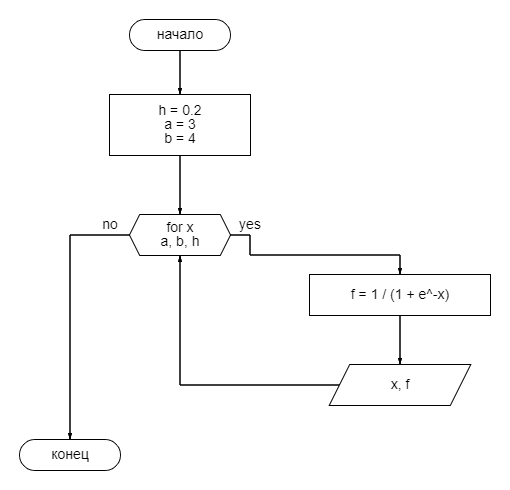 начало
h = 0.2
a = 3
b = 4
no
for x
a, b, h
yes
f = 1 / (1 + e^-x)
x, f
конец